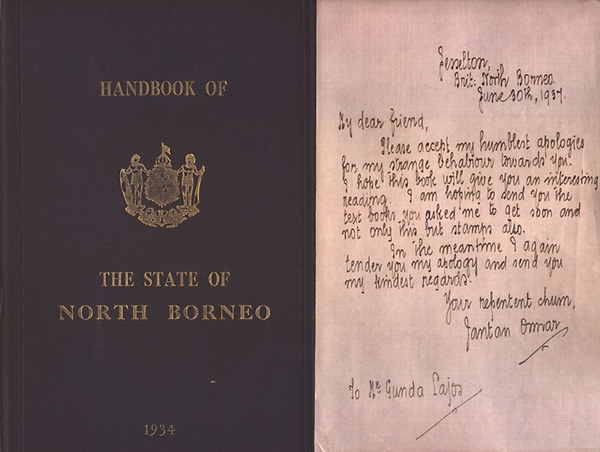 HANDBOOK OF
THE STATE OF
NORTH BORNEO
1934
Jesselton,
Brit: North Borneo.
June 30th, 1937.
My dear friend,
Please accept my humblest apologies
for my strange behaviour towards you.
I hope this book will give you an interesting
reading. I am hoping to send you the
text books you asked me to get soon and
not only this but stamps also.
In the meantime I again
tender you my apology and send you
my kindest regards.
Your repentent chum,
Jantan Omar
To Mr Gunda Lajos